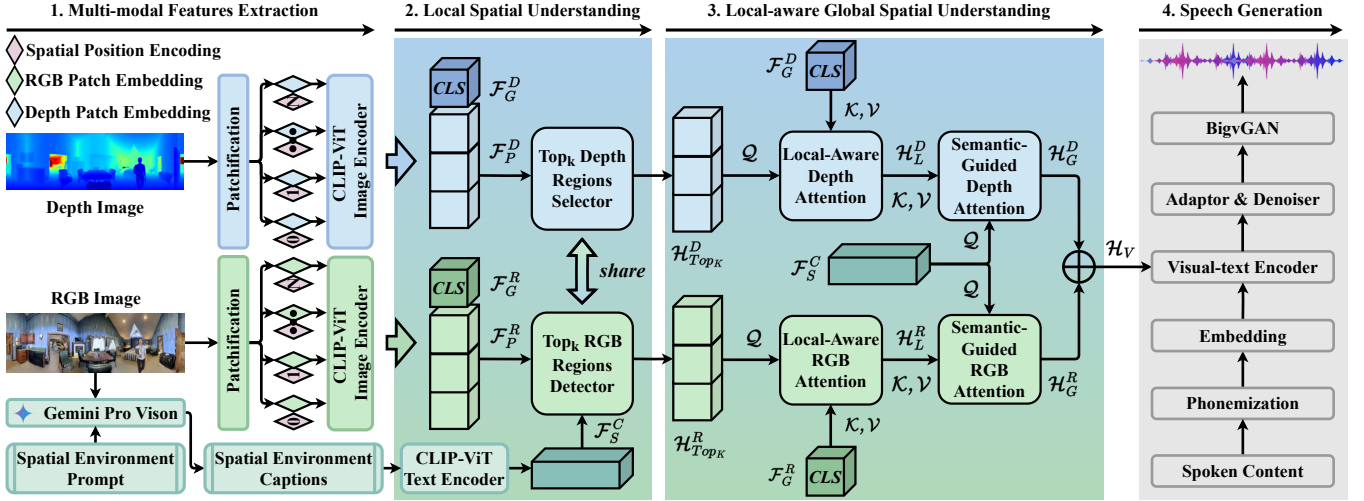 1. Multi-modal Features Extraction
Spatial Position Encoding
RGB Patch Embedding
Depth Patch Embedding
Depth Image
Patchification
N
1
0
CLIP-ViT
Image Encoder
RGB Image
Patchification
N
1
0
CLIP-ViT
Image Encoder
Gemini Pro Vison
Spatial Environment
Prompt
Spatial Environment
Captions
2. Local Spatial Understanding
CLS
F_G^D
F_P^D
Top_k Depth
Regions
Selector
share
CLS
F_G^R
F_P^R
Top_k RGB
Regions
Detector
F_S^C
CLIP-ViT
Text Encoder
3. Local-aware Global Spatial Understanding
F_G^D
CLS
K, V
Q
Local-Aware
Depth
Attention
H_L^D
K, V
Semantic-
Guided
Depth
Attention
H_G^D
H_{Top_K}^D
F_S^C
Q
Q
H_V
Q
Local-Aware
RGB
Attention
H_L^R
K, V
Semantic-
Guided
RGB
Attention
H_G^R
H_{Top_K}^R
K, V
F_G^R
CLS
4. Speech Generation
BigvGAN
Adaptor & Denoiser
Visual-text Encoder
Embedding
Phonemization
Spoken Content